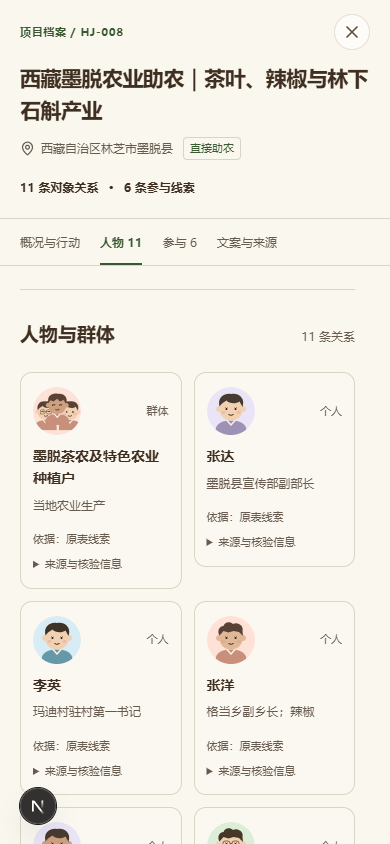 项目档案 / HJ-008
西藏墨脱农业助农｜茶叶、辣椒与林下
石斛产业
西藏自治区林芝市墨脱县 直接助农
11 条对象关系 • 6 条参与线索
概况与行动 人物 11 参与 6 文案与来源
人物与群体 11 条关系
群体
墨脱茶农及特色农业
种植户
当地农业生产
依据：原表线索
▶ 来源与核验信息
个人
张达
墨脱县宣传部副部长
依据：原表线索
▶ 来源与核验信息
个人
李英
玛迪村驻村第一书记
依据：原表线索
▶ 来源与核验信息
个人
张洋
格当乡副乡长；辣椒
依据：原表线索
▶ 来源与核验信息
N